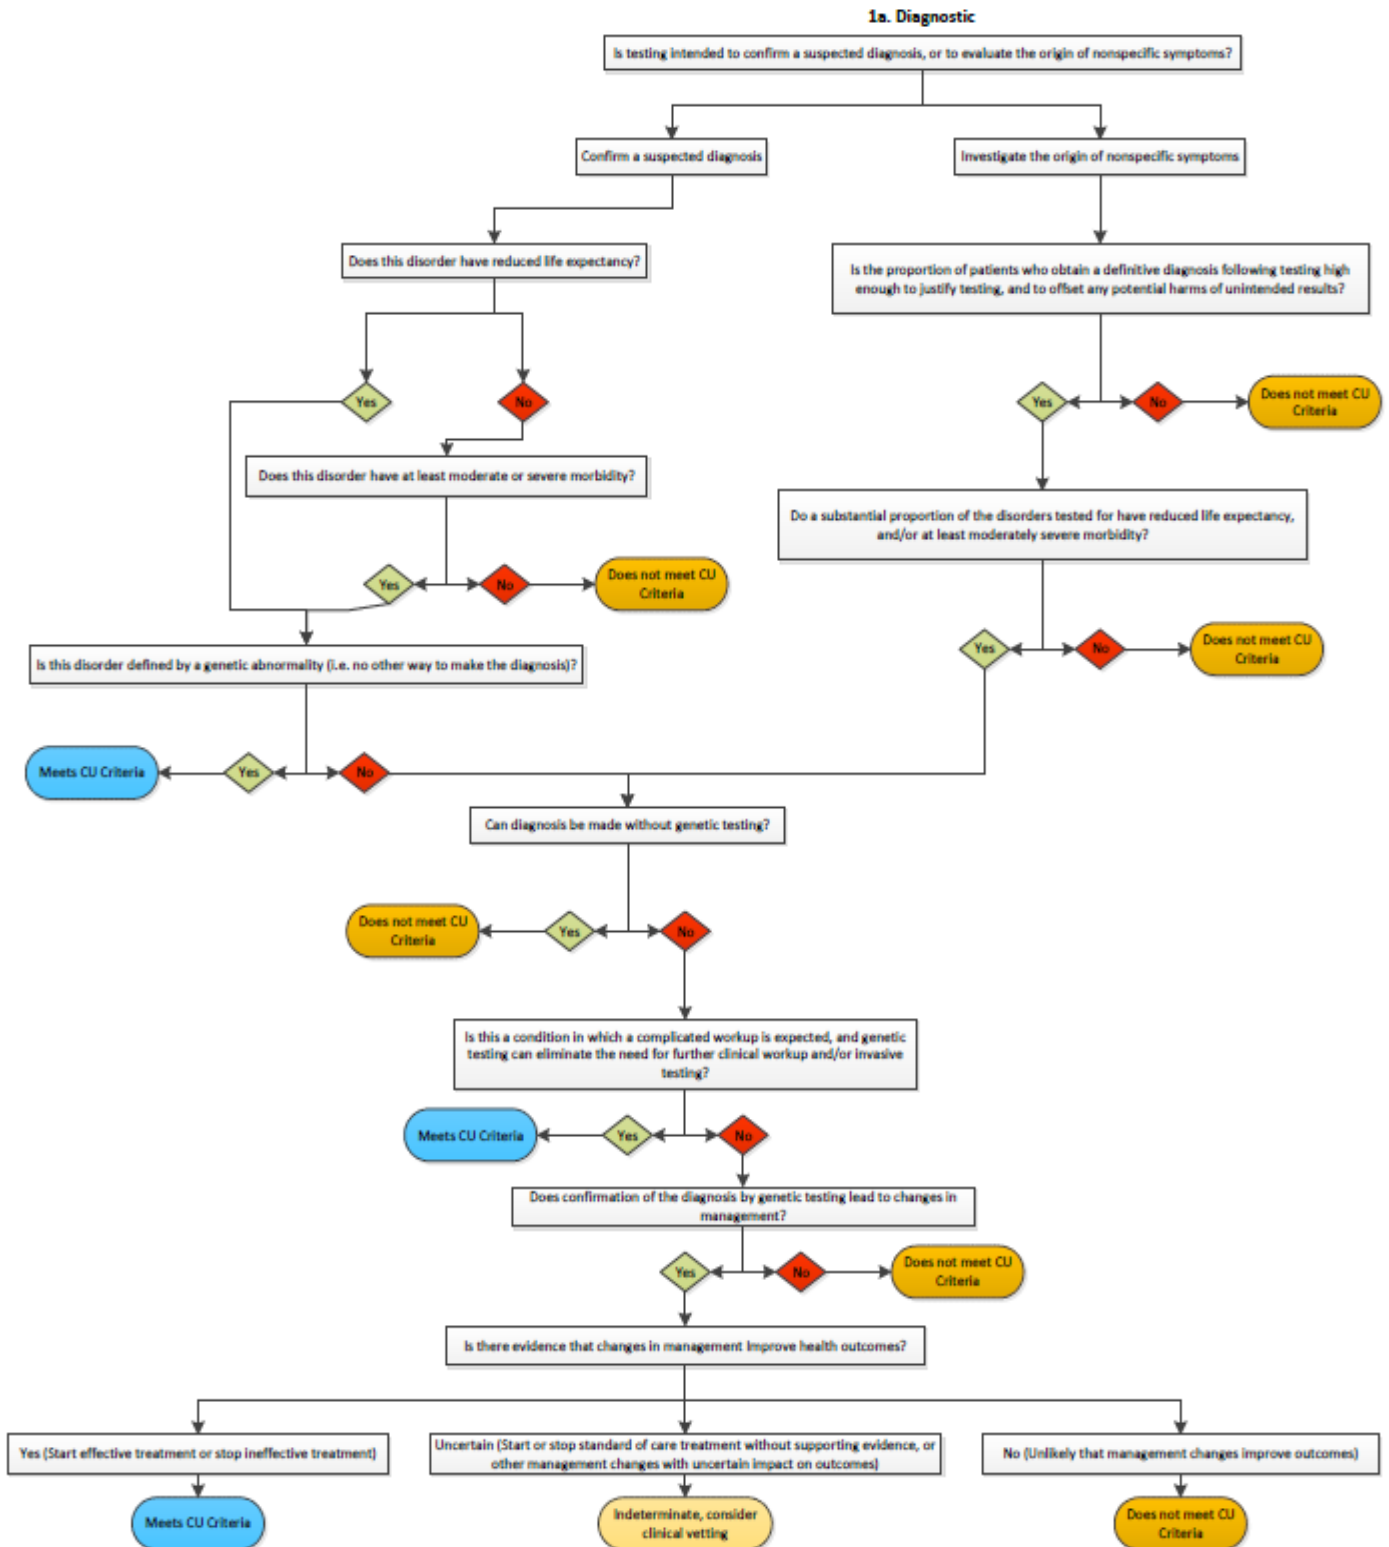 1a. Diagnostic
Is testing intended to confirm a suspected diagnosis, or to evaluate the origin of nonspecific symptoms?
Confirm a suspected diagnosis
Investigate the origin of nonspecific symptoms
Does this disorder have reduced life expectancy?
Is the proportion of patients who obtain a definitive diagnosis following testing high
enough to justify testing, and to offset any potential harms of unintended results?
Yes
No
Yes
No
Does not meet CU
Criteria
Does this disorder have at least moderate or severe morbidity?
Do a substantial proportion of the disorders tested for have reduced life expectancy,
and/or at least moderately severe morbidity?
Yes
No
Does not meet CU
Criteria
Is this disorder defined by a genetic abnormality (i.e. no other way to make the diagnosis)?
Yes
No
Does not meet CU
Criteria
Meets CU Criteria
Yes
No
Can diagnosis be made without genetic testing?
Does not meet CU
Criteria
Yes
No
Is this a condition in which a complicated workup is expected, and genetic
testing can eliminate the need for further clinical workup and/or invasive
testing?
Meets CU Criteria
Yes
No
Does confirmation of the diagnosis by genetic testing lead to changes in
management?
Yes
No
Does not meet CU
Criteria
Is there evidence that changes in management Improve health outcomes?
Yes (Start effective treatment or stop ineffective treatment)
Uncertain (Start or stop standard of care treatment without supporting evidence, or
other management changes with uncertain impact on outcomes)
No (Unlikely that management changes improve outcomes)
Meets CU Criteria
Indeterminate, consider
clinical vetting
Does not meet CU
Criteria